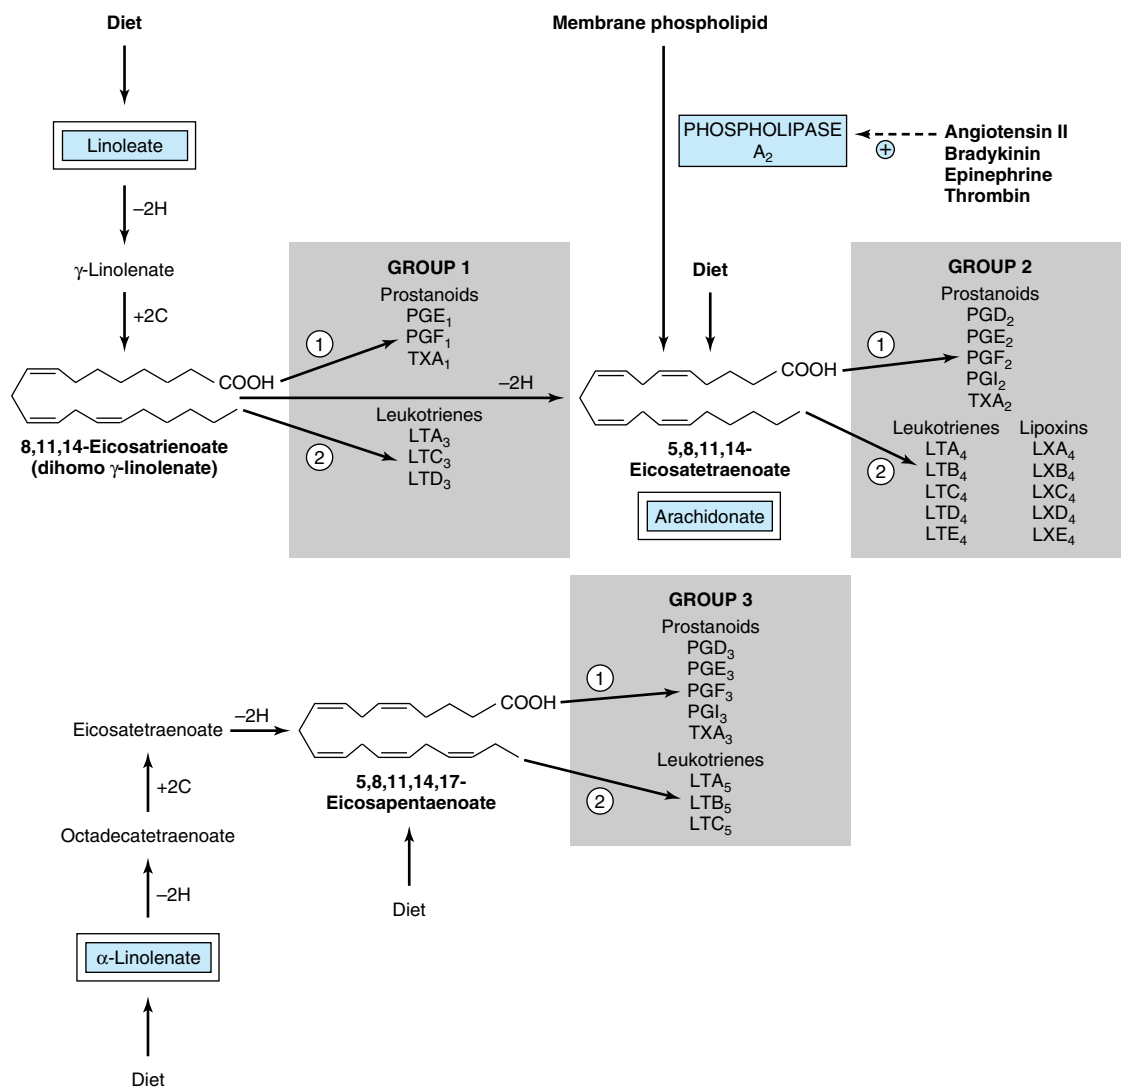 Diet
Linoleate
–2H
γ-Linolenate
+2C
COOH
8,11,14-Eicosatrienoate
(dihomo γ-linolenate)
GROUP 1
Prostanoids
PGE₁
PGF₁
TXA₁
1
–2H
Leukotrienes
LTA₃
LTC₃
LTD₃
2
Membrane phospholipid
PHOSPHOLIPASE
A₂
+
Angiotensin II
Bradykinin
Epinephrine
Thrombin
Diet
COOH
5,8,11,14-
Eicosatetraenoate
Arachidonate
GROUP 2
Prostanoids
PGD₂
PGE₂
PGF₂
PGI₂
TXA₂
1
Leukotrienes
LTA₄
LTB₄
LTC₄
LTD₄
LTE₄
Lipoxins
LXA₄
LXB₄
LXC₄
LXD₄
LXE₄
2
GROUP 3
Prostanoids
PGD₃
PGE₃
PGF₃
PGI₃
TXA₃
1
Leukotrienes
LTA₅
LTB₅
LTC₅
2
COOH
5,8,11,14,17-
Eicosapentaenoate
Diet
Eicosatetraenoate
–2H
+2C
Octadecatetraenoate
–2H
α-Linolenate
Diet